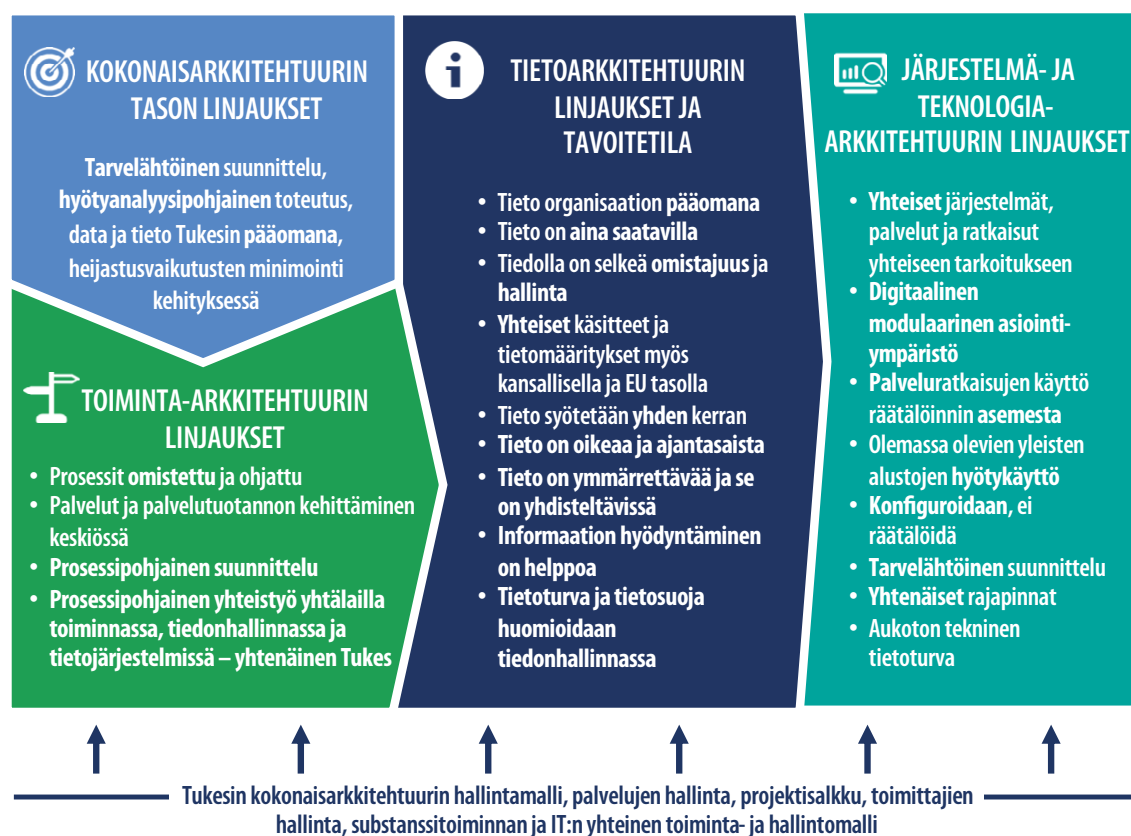 KOKONAISARKKITEHTUURIN
TASON LINJAUKSET
Tarvelähtöinen suunnittelu,
hyötyanalyysipohjainen toteutus,
data ja tieto Tukesin pääomana,
heijastusvaikutusten minimointi
kehityksessä
TOIMINTA-ARKKITEHTUURIN
LINJAUKSET
• Prosessit omistettu ja ohjattu
• Palvelut ja palvelutuotannon kehittäminen
keskiössä
• Prosessipohjainen suunnittelu
• Prosessipohjainen yhteistyö yhtälailla
toiminnassa, tiedonhallinnassa ja
tietojärjestelmissä – yhtenäinen Tukes
TIETOARKKITEHTUURIN
LINJAUKSET JA
TAVOITETILA
• Tieto organisaation pääomana
• Tieto on aina saatavilla
• Tiedolla on selkeä omistajuus ja
hallinta
• Yhteiset käsitteet ja
tietomääritykset myös
kansallisella ja EU tasolla
• Tieto syötetään yhden kerran
• Tieto on oikeaa ja ajantasaista
• Tieto on ymmärrettävää ja se
on yhdisteltävissä
• Informaation hyödyntäminen
on helppoa
• Tietoturva ja tietosuoja
huomioidaan
tiedonhallinnassa
JÄRJESTELMÄ- JA
TEKNOLOGIA-
ARKKITEHTUURIN LINJAUKSET
• Yhteiset järjestelmät,
palvelut ja ratkaisut
yhteiseen tarkoitukseen
• Digitaalinen
modulaarinen asiointi-
ympäristö
• Palveluratkaisujen käyttö
räätälöinnin asemesta
• Olemassa olevien yleisten
alustojen hyötykäyttö
• Konfiguroidaan, ei
räätälöidä
• Tarvelähtöinen suunnittelu
• Yhtenäiset rajapinnat
• Aukoton tekninen
tietoturva
Tukesin kokonaisarkkitehtuurin hallintamalli, palvelujen hallinta, projektisalkku, toimittajien
hallinta, substanssitoiminnan ja IT:n yhteinen toiminta- ja hallintomalli